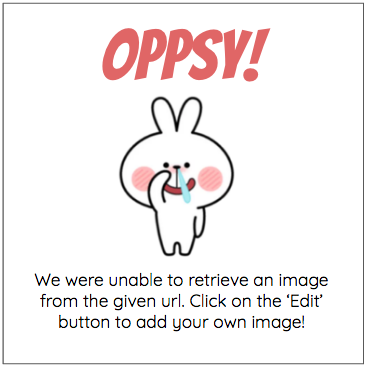 OPPSY!
We were unable to retrieve an image
from the given url. Click on the ‘Edit’
button to add your own image!